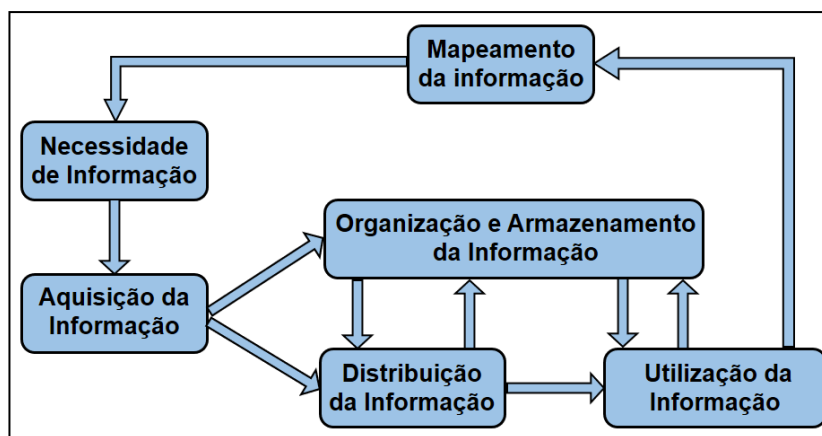 Mapeamento
da informação
Necessidade
de Informação
Organização e Armazenamento
da Informação
Aquisição da
Informação
Distribuição
da Informação
Utilização da
Informação